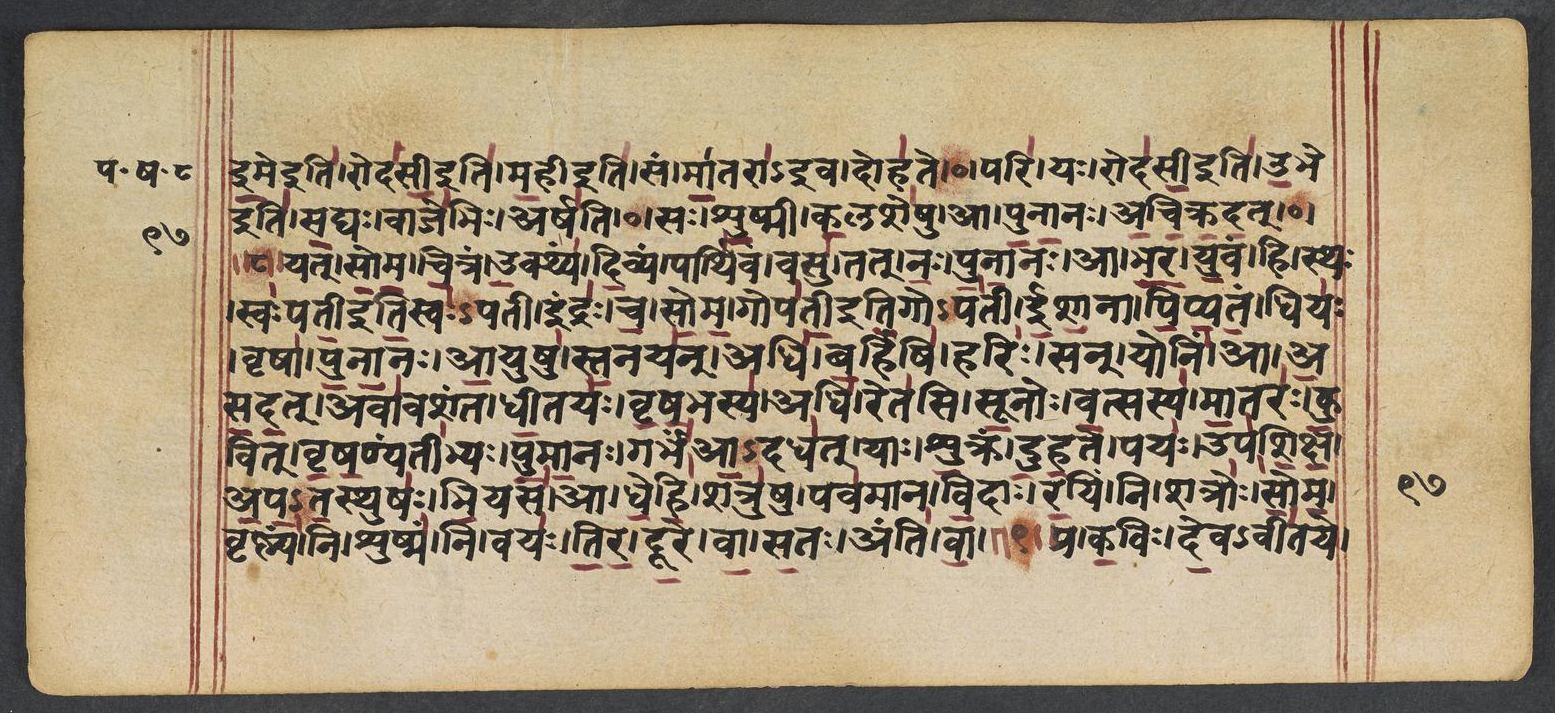 प॰ ष॰ ८
इमे इति।रोदसी इति।मही इति।सं।मातराऽइव।दोहते।०।परि।यः।रोदसी इति।उभे
इति।सद्यः।वाजेभिः।अर्षति।०।सः।शुष्मी।कलशेषु।आ।पुनानः।अचिक्रदत्।०।
९७
॥८॥यत्।सोम।चित्रं।उक्थ्यं।दिव्यं।पार्थिवं।वसु।तत्।नः।पुनानः।आ।भर।युवं।हि।स्थः
।स्वःपती इति स्वःऽपती।इंद्रः।च।सोम।गोपती इति गोऽपती।ईशाना।पिप्यतं।धियः
।वृषा।पुनानः।आयुषु।स्तनयन्।अधि।बर्हिषि।हरिः।सन्।योनिं।आ।अ
सदत्।अवावशंत।धीतयः।वृषभस्य।अधि।रेतसि।सूनोः।वत्सस्य।मातरः।कु
वित्।वृषण्यंतीभ्यः।पुमानः।गर्भं।आऽदधत्।याः।शुक्रं।दुहते।पयः।उप।शिक्ष।
अपऽतस्थुषः।भियसं।आ।धेहि।शत्रुषु।पवमान।विदाः।रयिं।नि।शत्रोः।सोम।
वृष्ण्यं।नि।शुष्मं।नि।वयः।तिर।दूरे।वा।सतः।अंति।वा।॥९॥प्र।कविः।देवऽवीतये।
९७